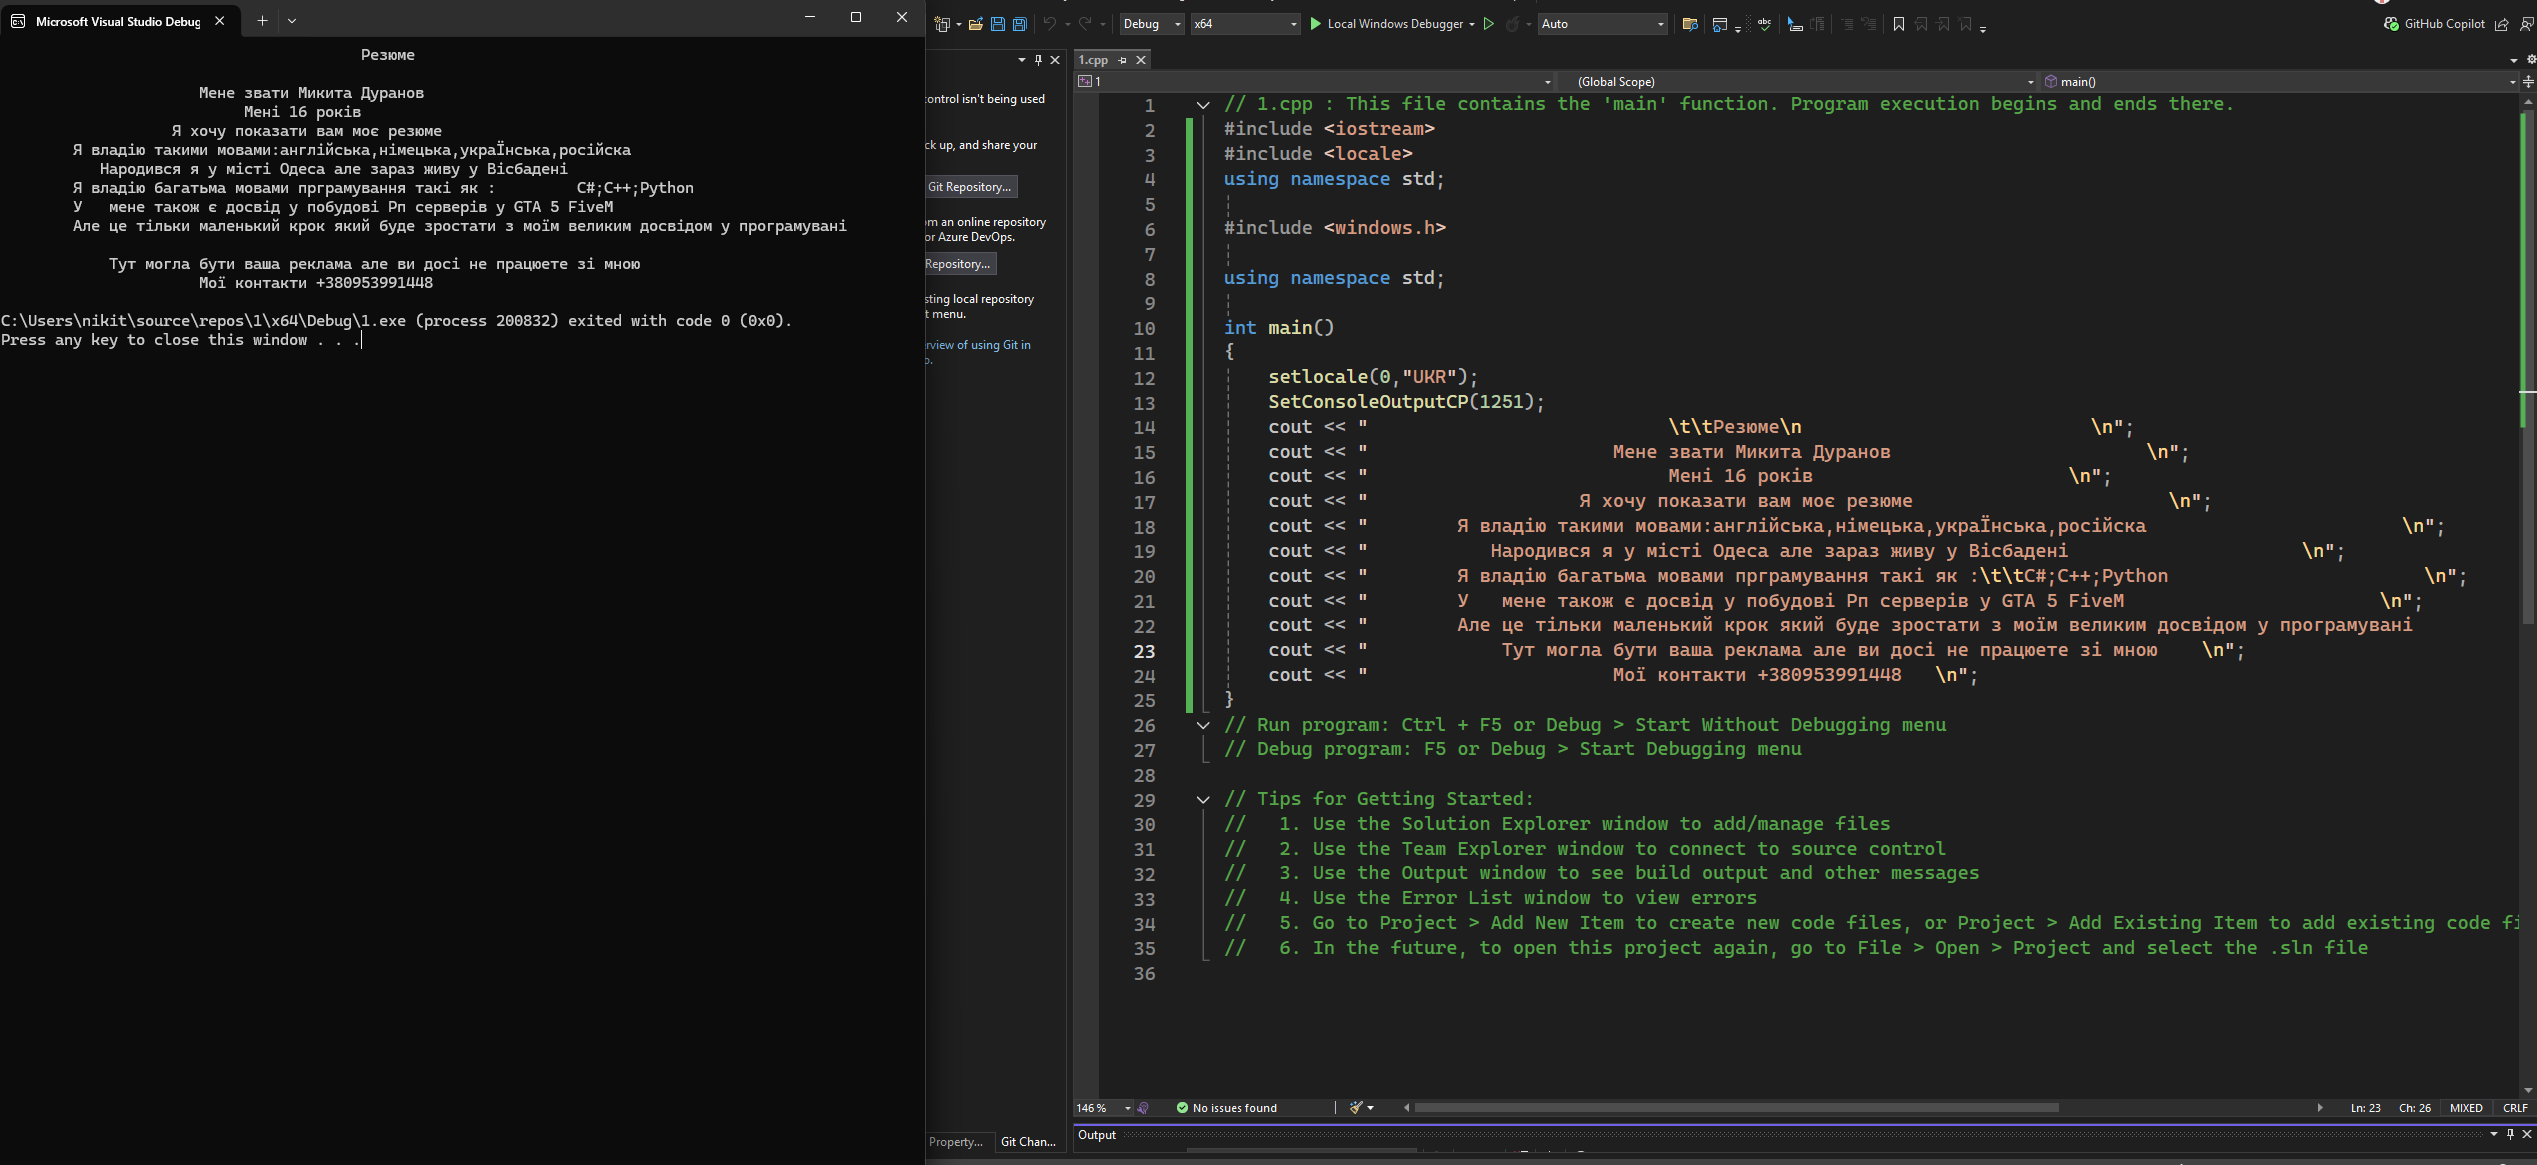 Microsoft Visual Studio Debug
Резюме
Мене звати Микита Дуранов
Мені 16 років
Я хочу показати вам моє резюме
Я владію такими мовами:англійська,німецька,украЇнська,російска
Народився я у місті Одеса але зараз живу у Вісбадені
Я владію багатьма мовами прграмування такі як :         C#;C++;Python
У   мене також є досвід у побудові Рп серверів у GTA 5 FiveM
Але це тільки маленький крок який буде зростати з моїм великим досвідом у програмувані
Тут могла бути ваша реклама але ви досі не працюете зі мною
Мої контакти +380953991448
C:\Users\nikit\source\repos\1\x64\Debug\1.exe (process 200832) exited with code 0 (0x0).
Press any key to close this window . . .
ontrol isn't being used
ck up, and share your
Git Repository...
m an online repository
or Azure DevOps.
Repository...
sting local repository
t menu.
rview of using Git in
Property... Git Chan...
Debug x64 Local Windows Debugger Auto GitHub Copilot
1.cpp
1 (Global Scope) main()
1 // 1.cpp : This file contains the 'main' function. Program execution begins and ends there.
2 #include <iostream>
3 #include <locale>
4 using namespace std;
5
6 #include <windows.h>
7
8 using namespace std;
9
10 int main()
11 {
12 setlocale(0,"UKR");
13 SetConsoleOutputCP(1251);
14 cout << "                           \t\tРезюме\n                          \n";
15 cout << "                      Мене звати Микита Дуранов                       \n";
16 cout << "                           Мені 16 років                       \n";
17 cout << "                   Я хочу показати вам моє резюме                       \n";
18 cout << "        Я владію такими мовами:англійська,німецька,украЇнська,російска                       \n";
19 cout << "           Народився я у місті Одеса але зараз живу у Вісбадені                     \n";
20 cout << "        Я владію багатьма мовами прграмування такі як :\t\tC#;C++;Python                       \n";
21 cout << "        У   мене також є досвід у побудові Рп серверів у GTA 5 FiveM                       \n";
22 cout << "        Але це тільки маленький крок який буде зростати з моїм великим досвідом у програмувані
23 cout << "            Тут могла бути ваша реклама але ви досі не працюете зі мною    \n";
24 cout << "                      Мої контакти +380953991448   \n";
25 }
26 // Run program: Ctrl + F5 or Debug > Start Without Debugging menu
27 // Debug program: F5 or Debug > Start Debugging menu
28
29 // Tips for Getting Started:
30 //   1. Use the Solution Explorer window to add/manage files
31 //   2. Use the Team Explorer window to connect to source control
32 //   3. Use the Output window to see build output and other messages
33 //   4. Use the Error List window to view errors
34 //   5. Go to Project > Add New Item to create new code files, or Project > Add Existing Item to add existing code fi
35 //   6. In the future, to open this project again, go to File > Open > Project and select the .sln file
36
146 % No issues found Ln: 23 Ch: 26 MIXED CRLF
Output